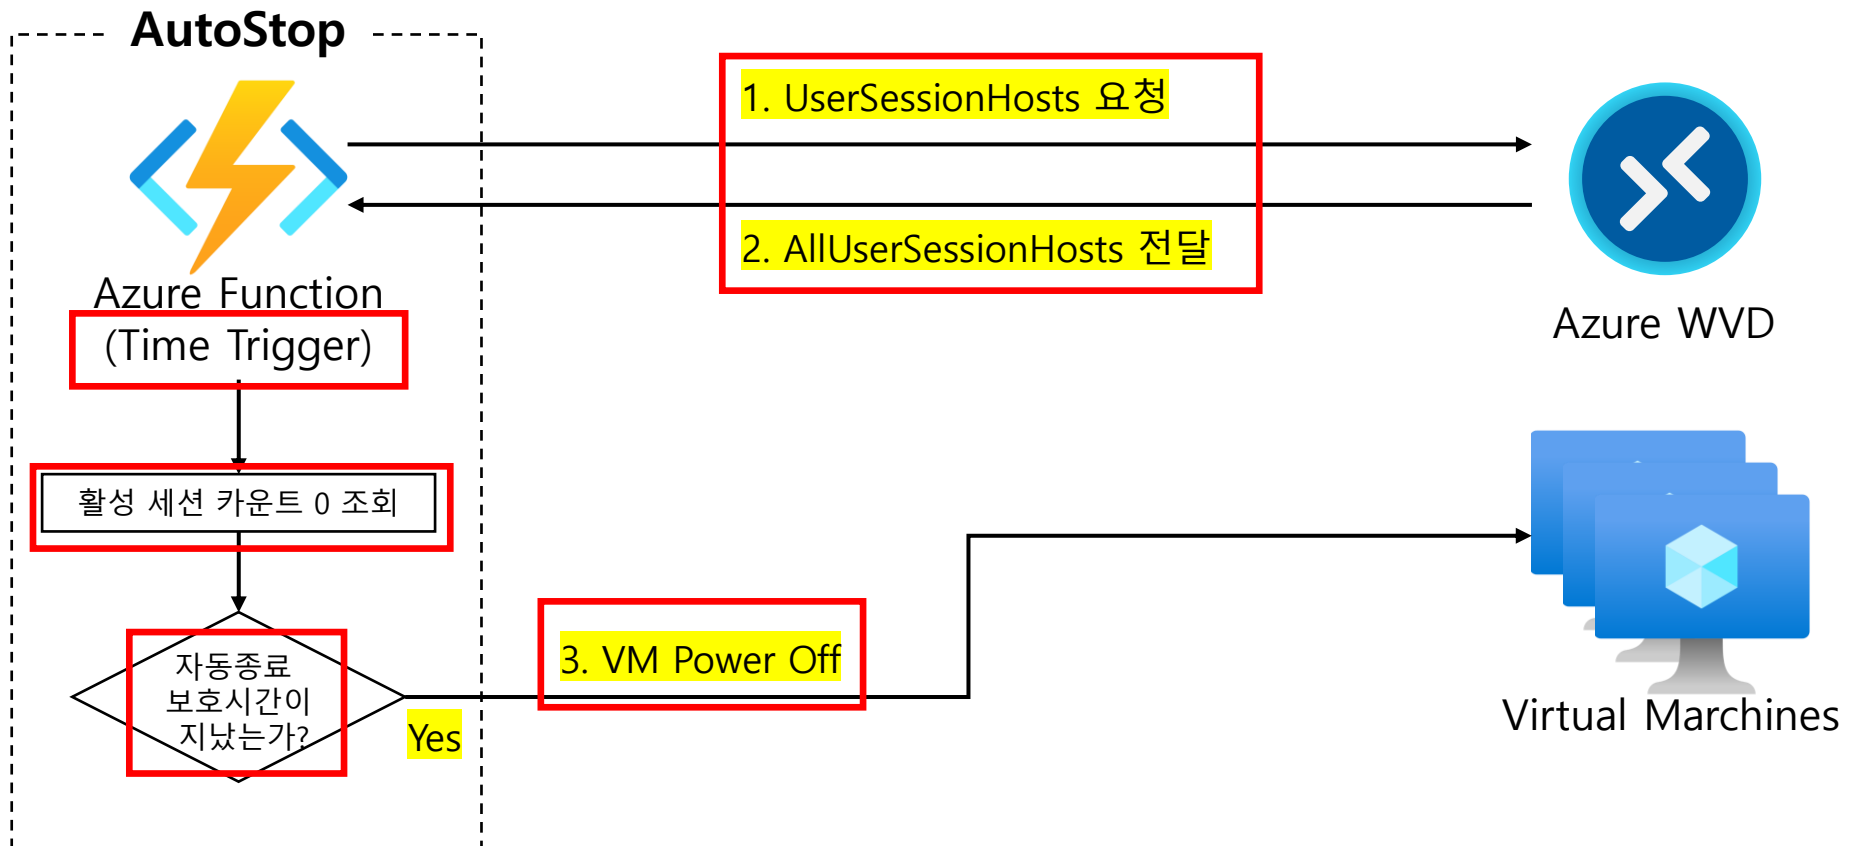 AutoStop
1. UserSessionHosts 요청
2. AllUserSessionHosts 전달
Azure Function
(Time Trigger)
Azure WVD
활성 세션 카운트 0 조회
자동종료
보호시간이
지났는가?
Yes
3. VM Power Off
Virtual Marchines